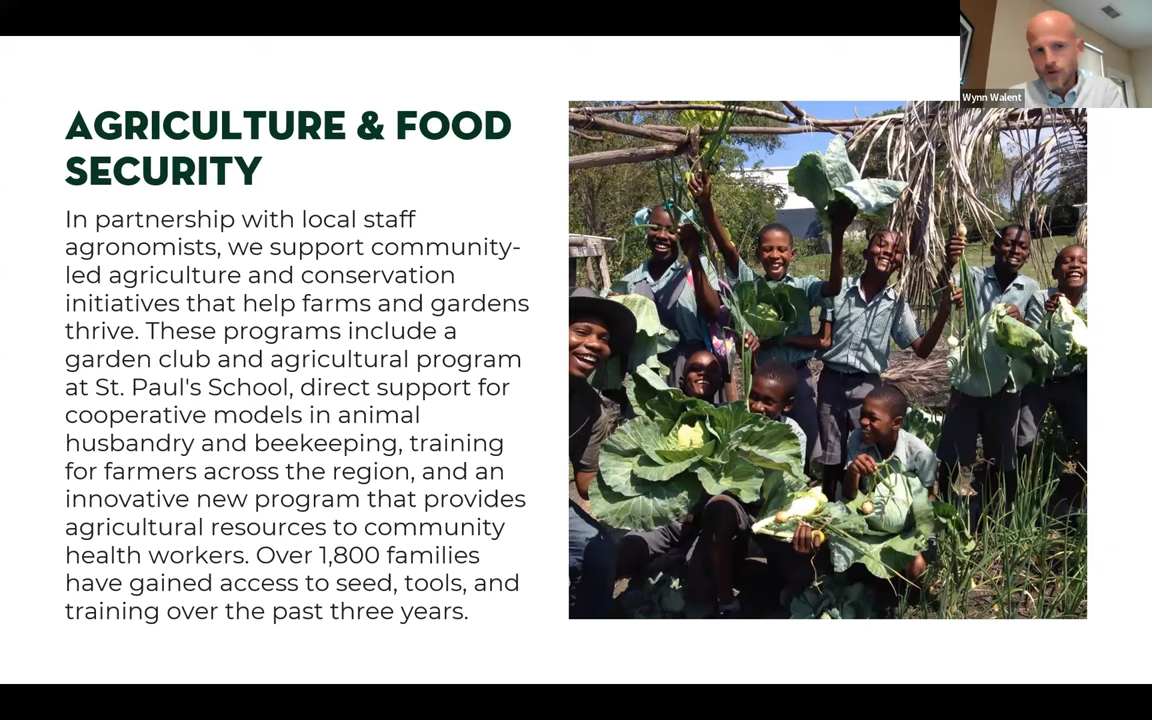 Wynn Walent
AGRICULTURE & FOOD
SECURITY
In partnership with local staff
agronomists, we support community-
led agriculture and conservation
initiatives that help farms and gardens
thrive. These programs include a
garden club and agricultural program
at St. Paul's School, direct support for
cooperative models in animal
husbandry and beekeeping, training
for farmers across the region, and an
innovative new program that provides
agricultural resources to community
health workers. Over 1,800 families
have gained access to seed, tools, and
training over the past three years.